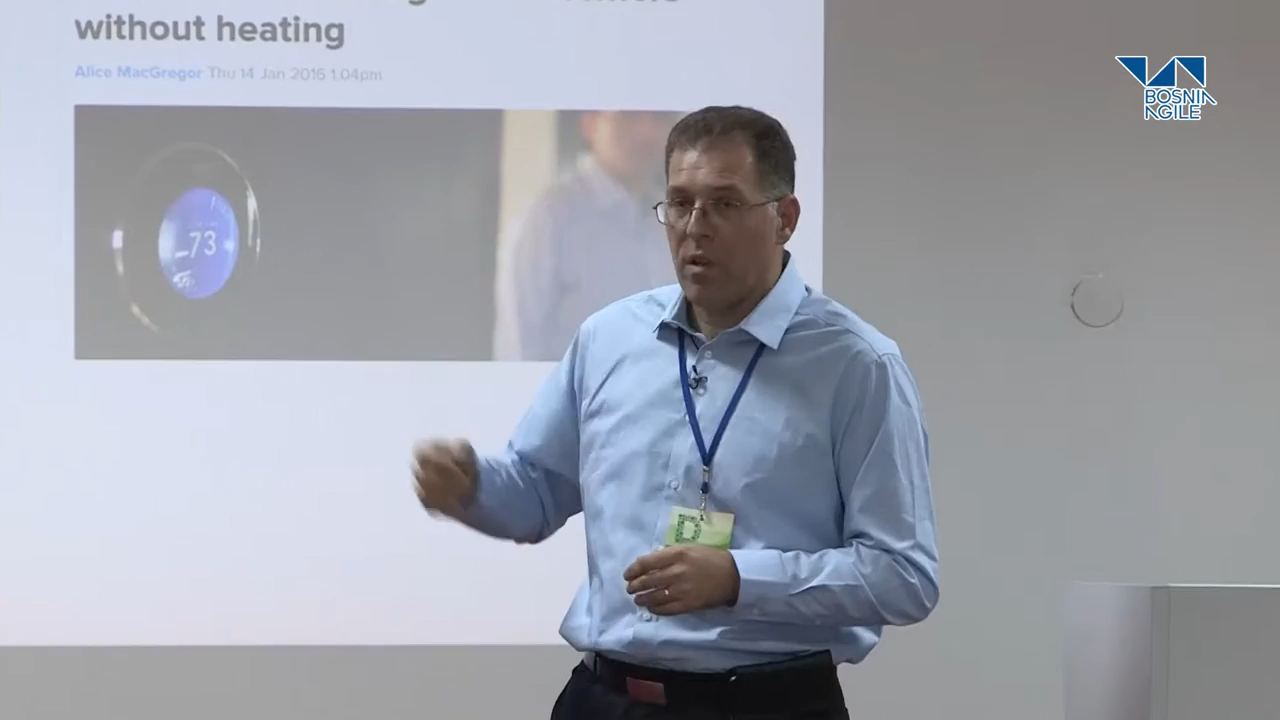 without heating
Alice MacGregor Thu 14 Jan 2016 1.04pm
73
BOSNIA
AGILE
D